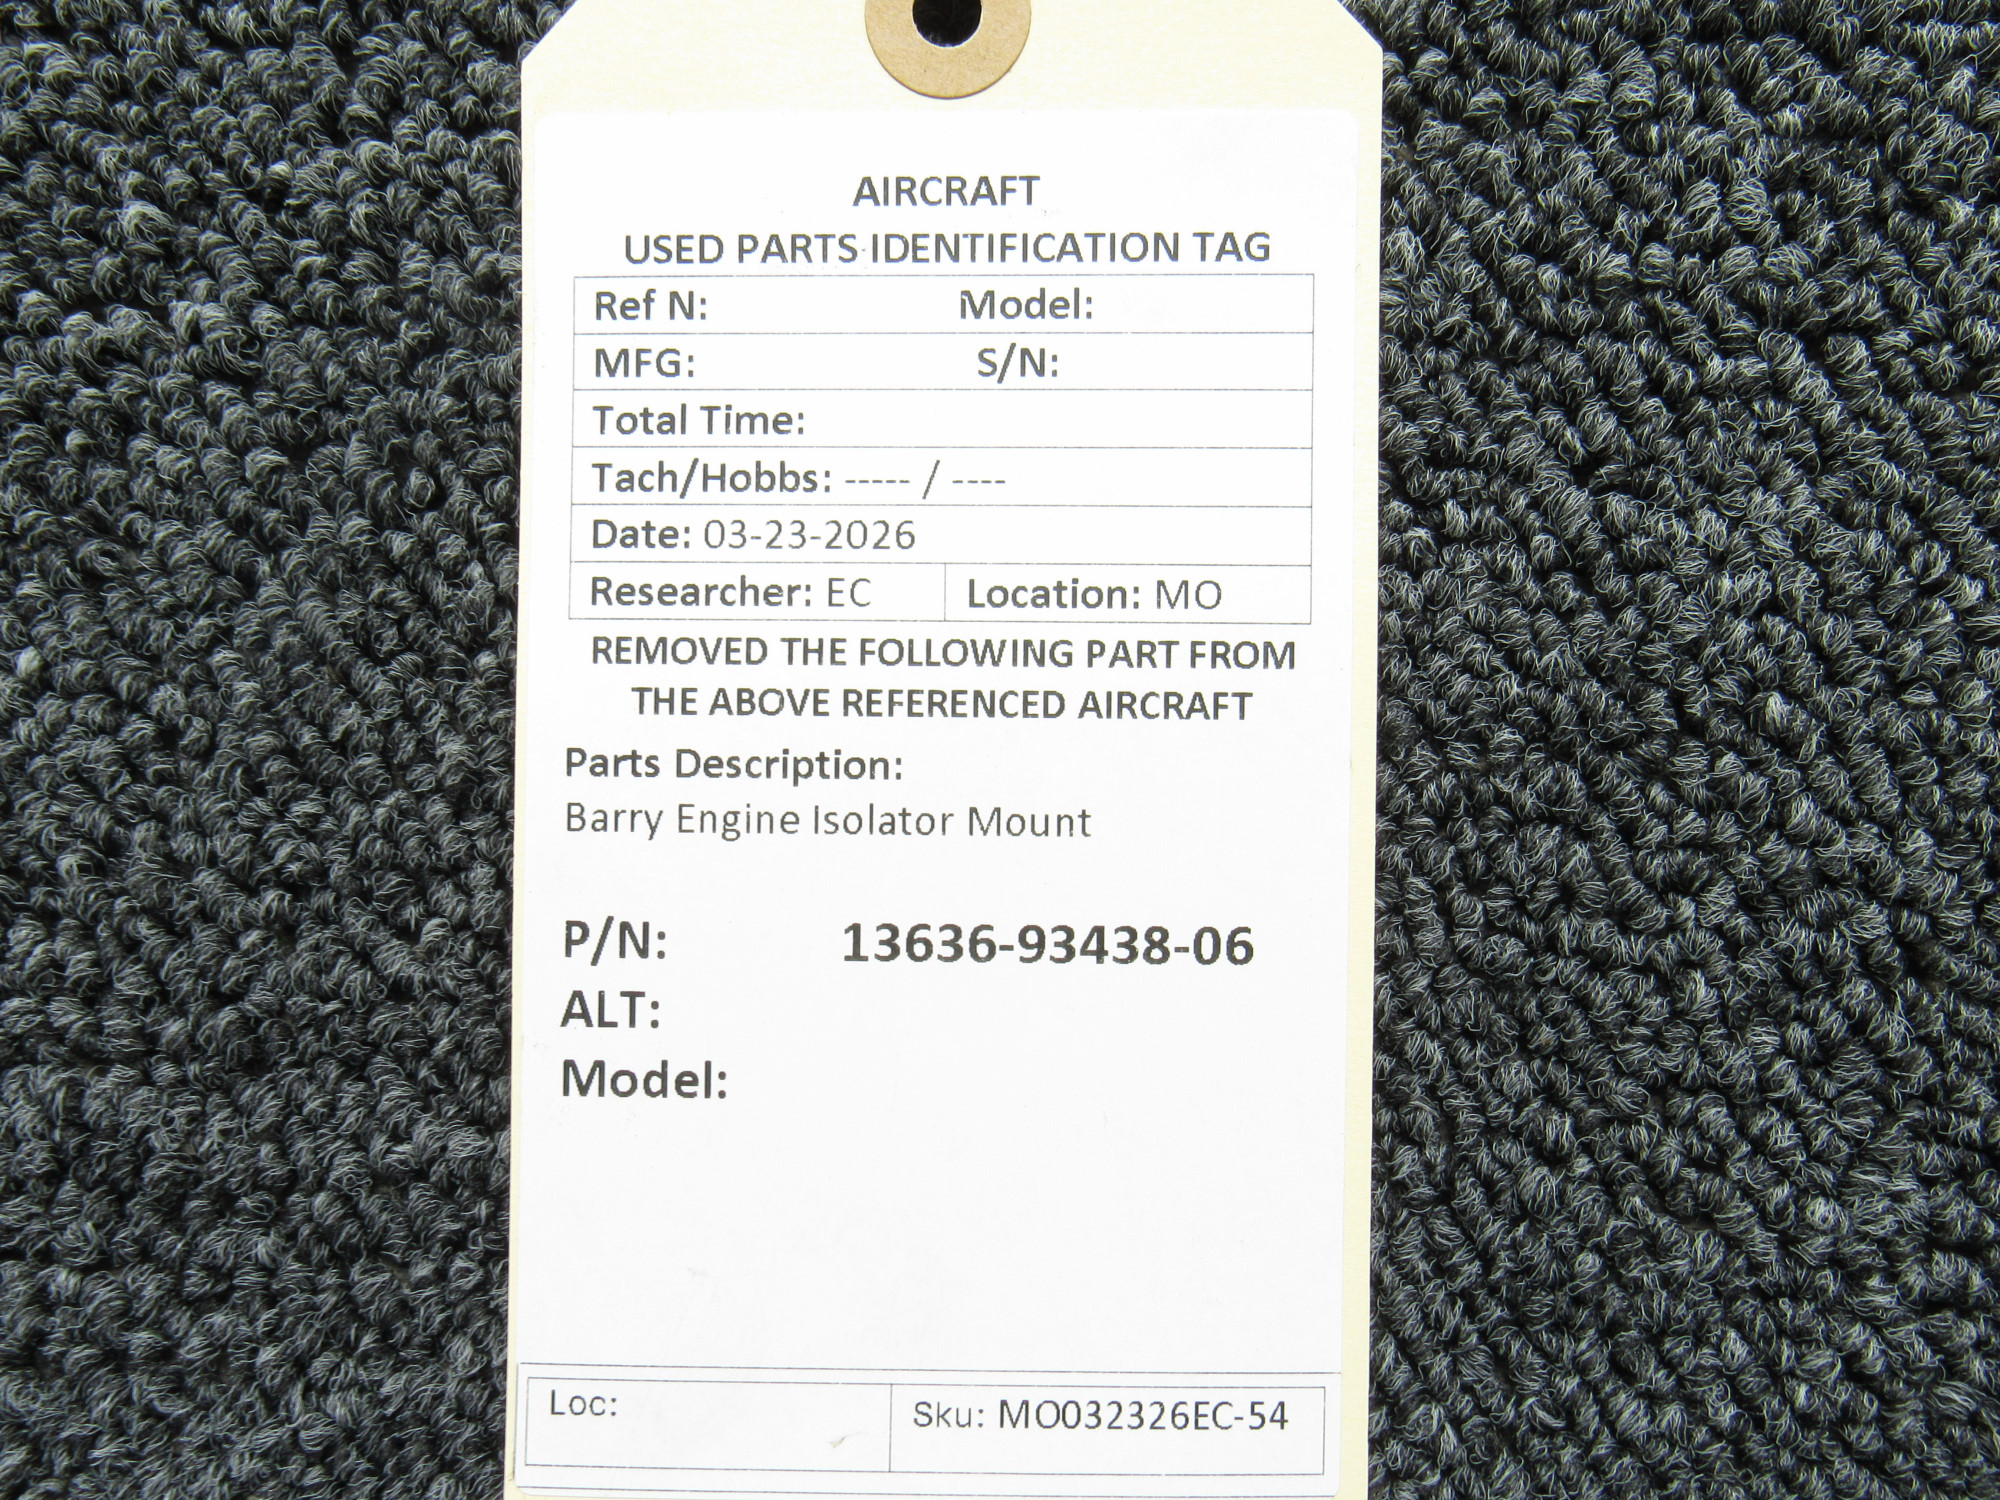 AIRCRAFT
USED PARTS IDENTIFICATION TAG
Ref N: Model:
MFG: S/N:
Total Time:
Tach/Hobbs: ----- / ----
Date: 03-23-2026
Researcher: EC Location: MO
REMOVED THE FOLLOWING PART FROM
THE ABOVE REFERENCED AIRCRAFT
Parts Description:
Barry Engine Isolator Mount
P/N: 13636-93438-06
ALT:
Model:
Loc: Sku: MO032326EC-54